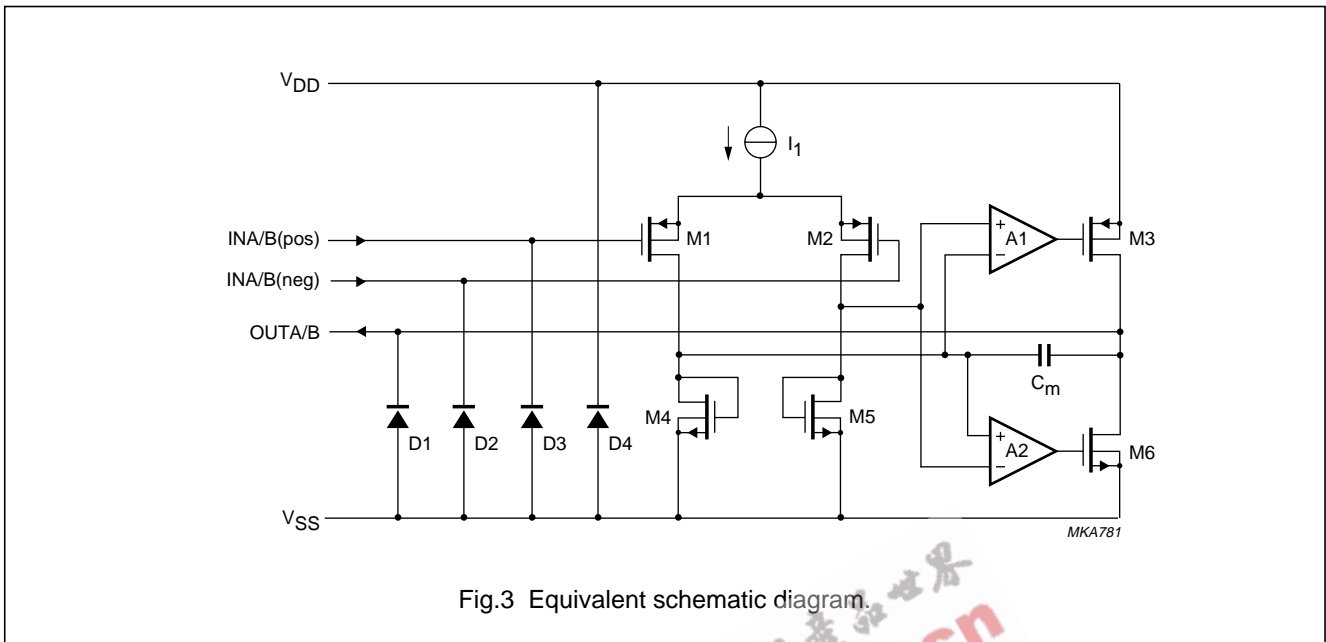 VDD
I1
INA/B(pos)
M1
M2
A1
+
−
M3
INA/B(neg)
OUTA/B
Cm
M4
M5
D1
D2
D3
D4
A2
+
−
M6
VSS
MKA781
Fig.3 Equivalent schematic diagram.